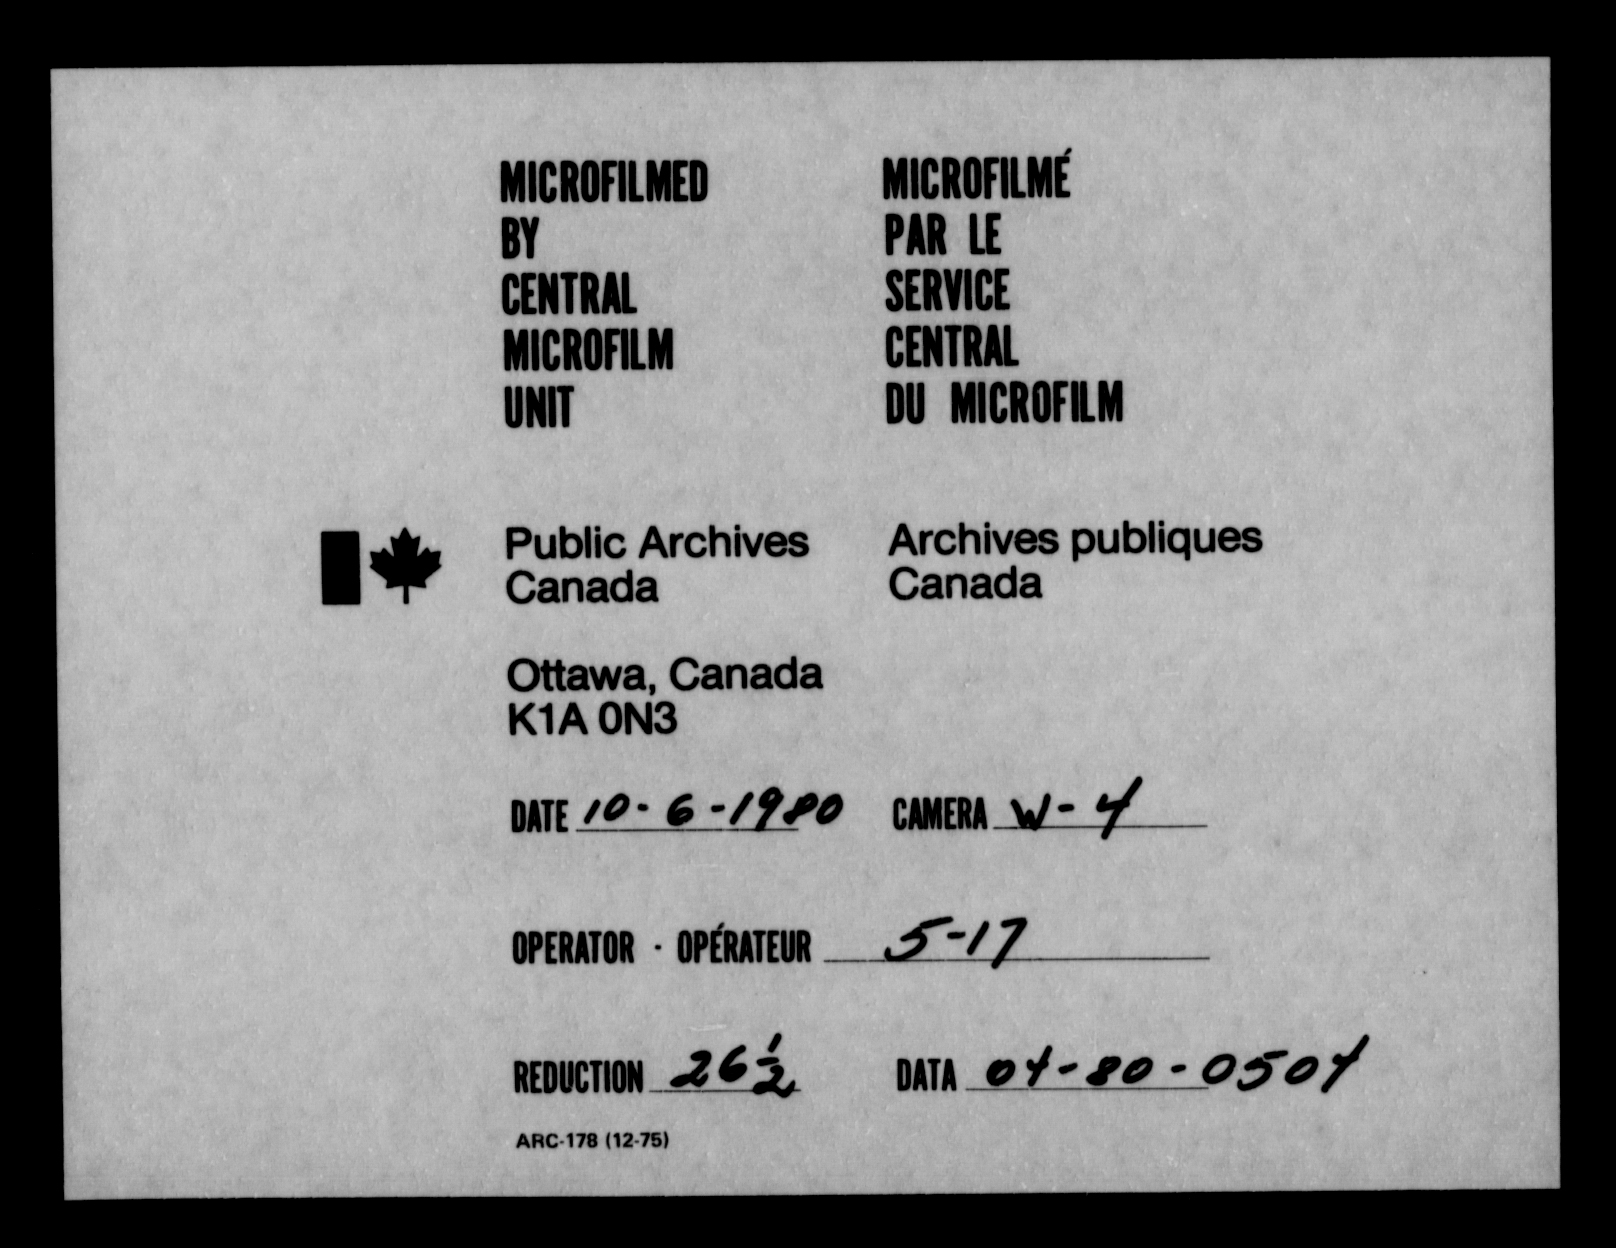 MICROFILMED
BY
CENTRAL
MICROFILM
UNIT
MICROFILMÉ
PAR LE
SERVICE
CENTRAL
DU MICROFILM
Public Archives
Canada
Archives publiques
Canada
Ottawa, Canada
K1A 0N3
DATE 10-6-1980 CAMERA W-4
OPERATOR · OPÉRATEUR 5-17
REDUCTION 26 1/2 DATA 04-80-0504
ARC-178 (12-75)